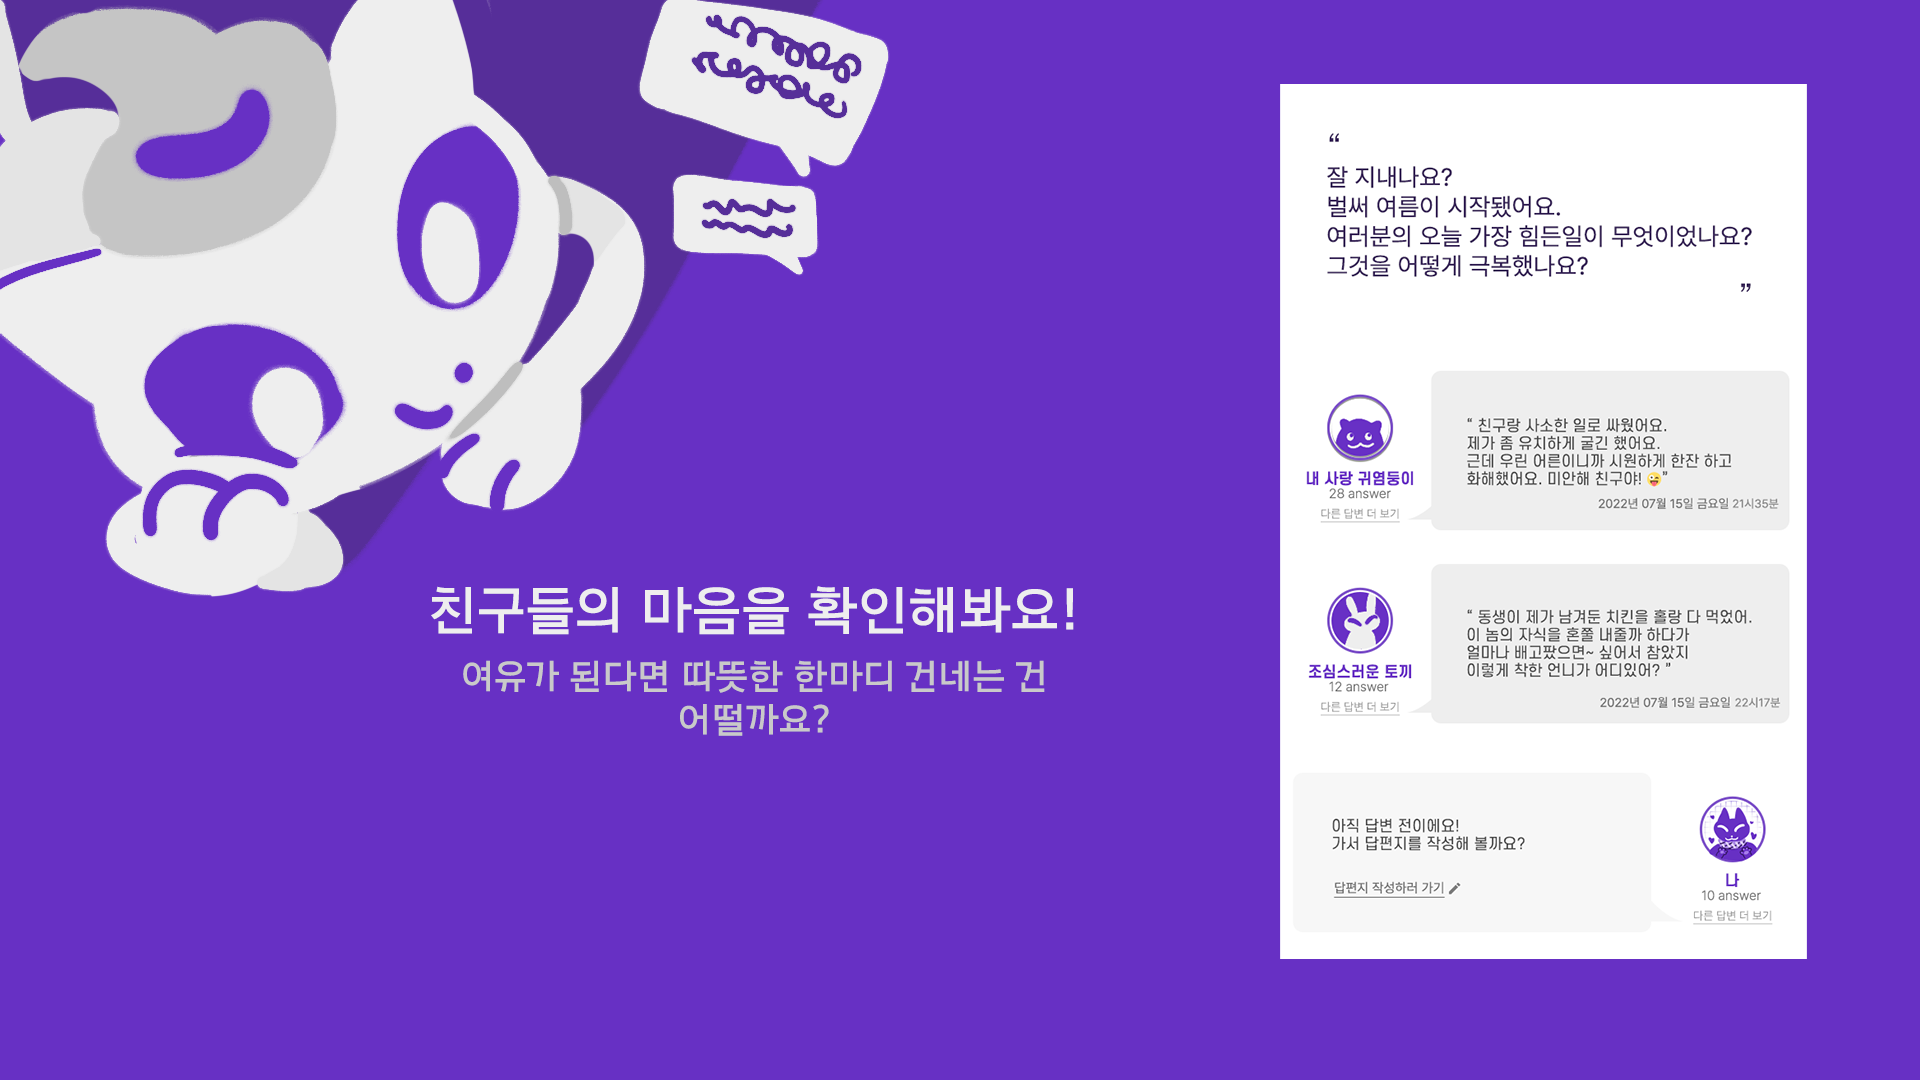 친구들의 마음을 확인해봐요!
여유가 된다면 따뜻한 한마디 건네는 건
어떨까요?
“
잘 지내나요?
벌써 여름이 시작됐어요.
여러분의 오늘 가장 힘든일이 무엇이었나요?
그것을 어떻게 극복했나요?
”
“ 친구랑 사소한 일로 싸웠어요.
제가 좀 유치하게 굴긴 했어요.
근데 우린 어른이니까 시원하게 한잔 하고
화해했어요. 미안해 친구야! 😜”
2022년 07월 15일 금요일 21시35분
내 사랑 귀염둥이
28 answer
다른 답변 더 보기
“ 동생이 제가 남겨둔 치킨을 홀랑 다 먹었어.
이 놈의 자식을 혼쭐 내줄까 하다가
얼마나 배고팠으면~ 싶어서 참았지
이렇게 착한 언니가 어디있어? ”
2022년 07월 15일 금요일 22시17분
조심스러운 토끼
12 answer
다른 답변 더 보기
아직 답변 전이에요!
가서 답편지를 작성해 볼까요?
답편지 작성하러 가기
나
10 answer
다른 답변 더 보기